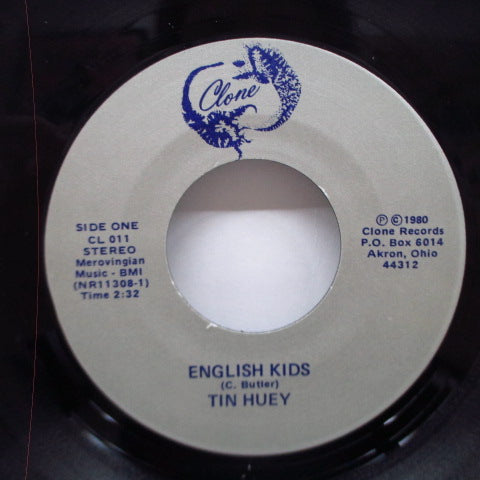 Clone
SIDE ONE
CL 011
STEREO
Merovingian
Music - BMI
(NR11308-1)
Time 2:32
Ⓟ © 1980
Clone Records
P.O. Box 6014
Akron, Ohio
44312
ENGLISH KIDS
(C. Butler)
TIN HUEY